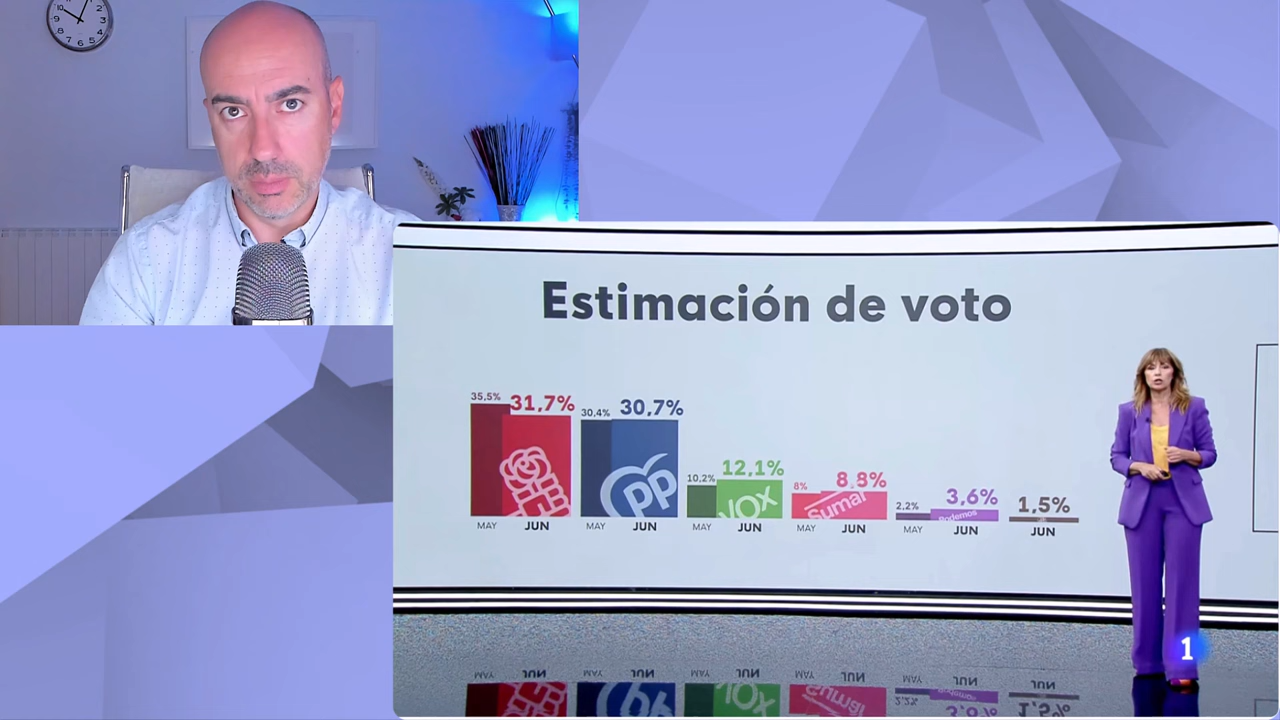 Estimación de voto
35,5% 31,7% 30,4% 30,7% 10,2% 12,1% 8% 8,3% 2,2% 3,6% 1,5%
PSOE PP VOX Sumar Podemos
MAY JUN MAY JUN MAY JUN MAY JUN MAY JUN JUN
1